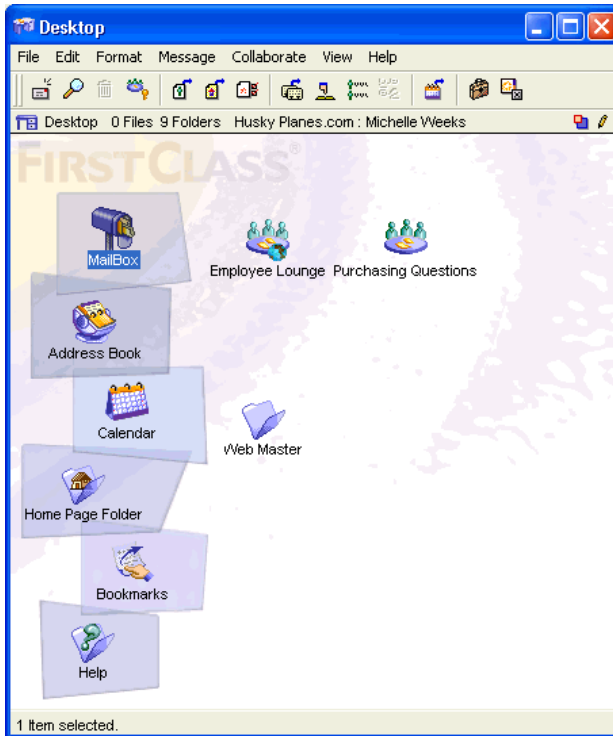 Desktop
File Edit Format Message Collaborate View Help
Desktop 0 Files 9 Folders Husky Planes.com : Michelle Weeks
FIRSTCLASS®
MailBox
Employee Lounge Purchasing Questions
Address Book
Calendar
Web Master
Home Page Folder
Bookmarks
Help
1 Item selected.